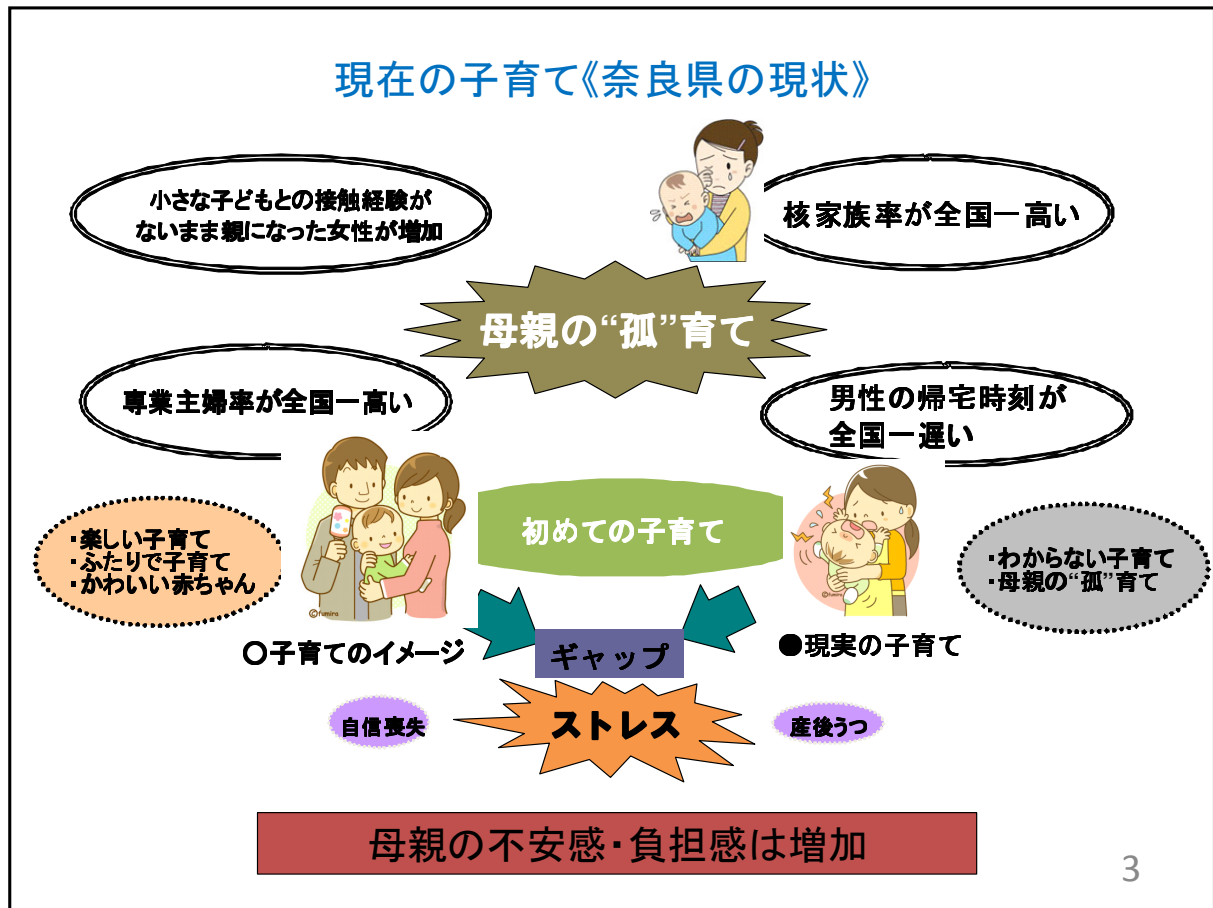 現在の子育て《奈良県の現状》
小さな子どもとの接触経験が
ないまま親になった女性が増加
核家族率が全国一高い
母親の“孤”育て
専業主婦率が全国一高い
男性の帰宅時刻が
全国一遅い
初めての子育て
・楽しい子育て
・ふたりで子育て
・かわいい赤ちゃん
・わからない子育て
・母親の“孤”育て
©fumira
©fumira
○子育てのイメージ
ギャップ
●現実の子育て
自信喪失
ストレス
産後うつ
母親の不安感・負担感は増加
3